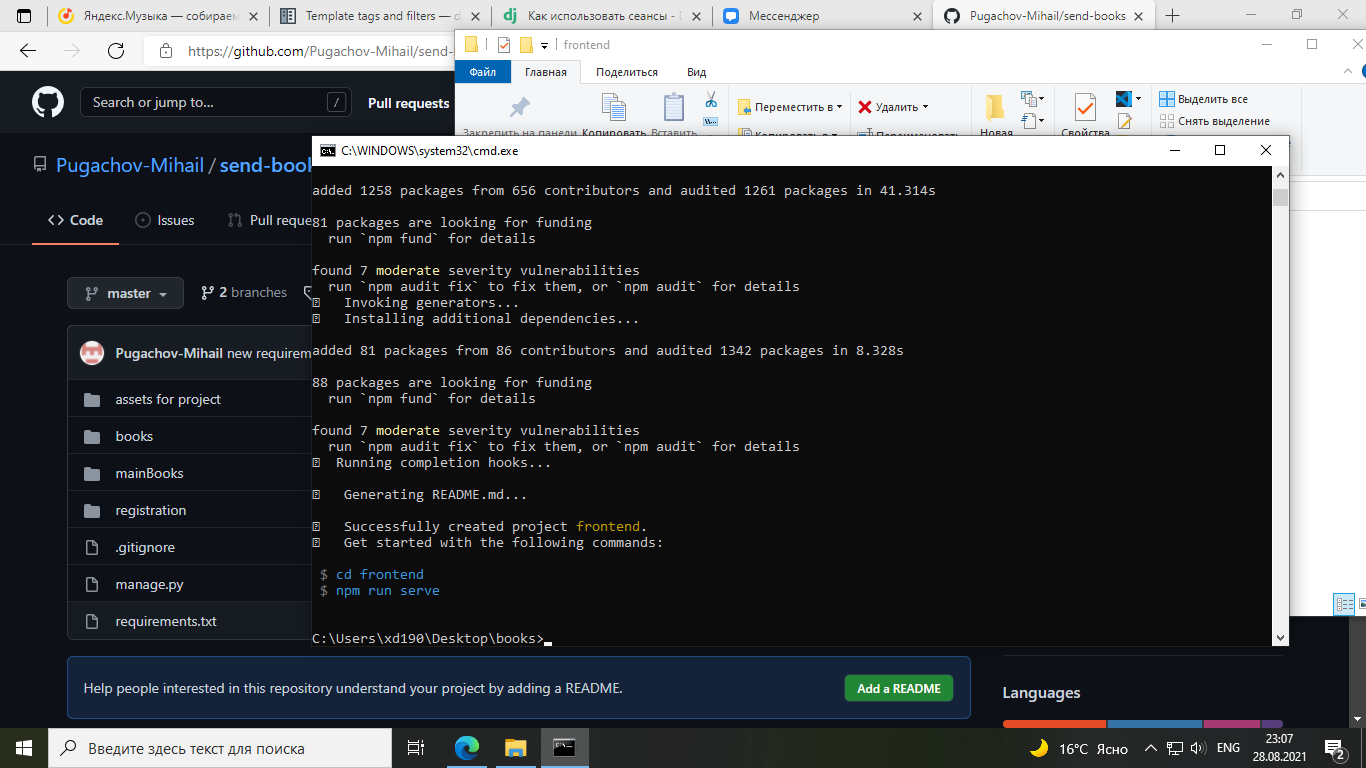 Яндекс.Музыка — собираем
Template tags and filters — d
Как использовать сеансы - D
Мессенджер
Pugachov-Mihail/send-books
https://github.com/Pugachov-Mihail/send-
frontend
Файл
Главная
Поделиться
Вид
Search or jump to...
/
Pull requests
Переместить в
Удалить
Выделить все
Снять выделение
Закрепить на панели
Копировать
Вставить
Копировать в
Переименовать
Новая
Свойства
Pugachov-Mihail / send-book
Code
Issues
Pull reque
master
2 branches
Pugachov-Mihail new requirem
assets for project
books
mainBooks
registration
.gitignore
manage.py
requirements.txt
C:\WINDOWS\system32\cmd.exe
added 1258 packages from 656 contributors and audited 1261 packages in 41.314s
81 packages are looking for funding
run `npm fund` for details
found 7 moderate severity vulnerabilities
run `npm audit fix` to fix them, or `npm audit` for details
Invoking generators...
Installing additional dependencies...
added 81 packages from 86 contributors and audited 1342 packages in 8.328s
88 packages are looking for funding
run `npm fund` for details
found 7 moderate severity vulnerabilities
run `npm audit fix` to fix them, or `npm audit` for details
Running completion hooks...
Generating README.md...
Successfully created project frontend.
Get started with the following commands:
$ cd frontend
$ npm run serve
C:\Users\xd190\Desktop\books>
Help people interested in this repository understand your project by adding a README.
Add a README
Languages
Введите здесь текст для поиска
16°C Ясно
ENG
23:07
28.08.2021
2